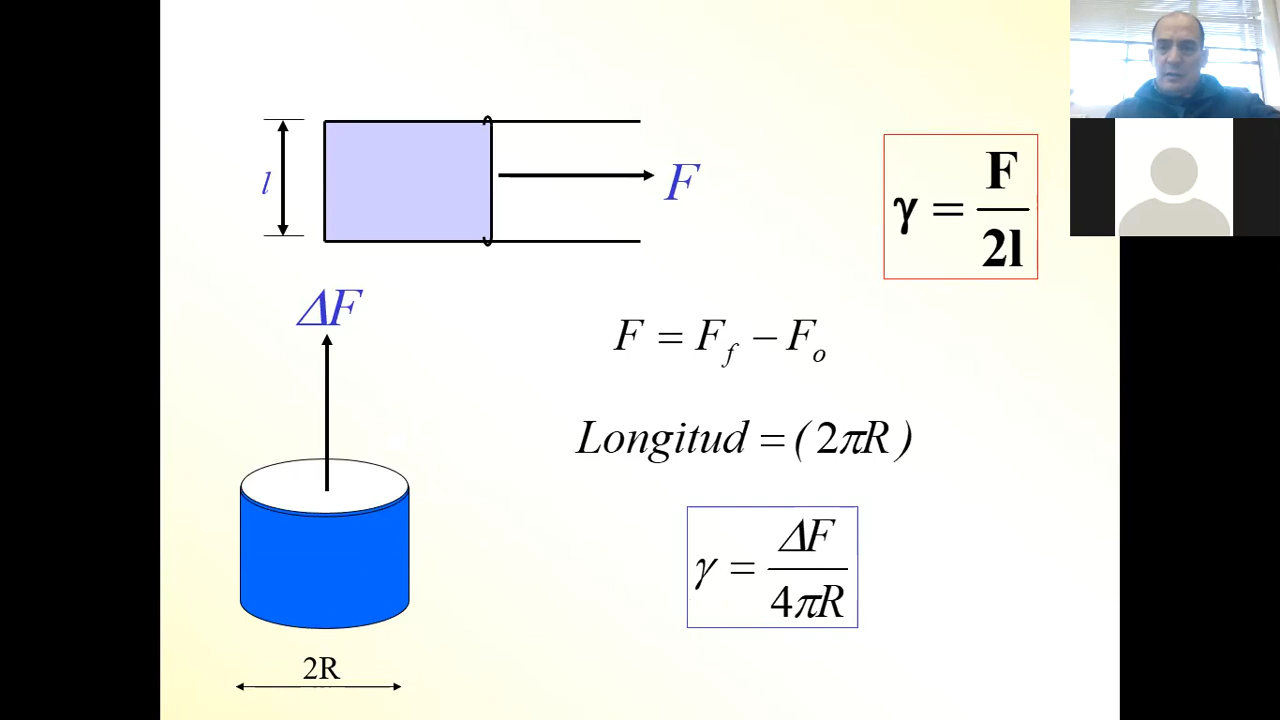 l
F
γ = F / 2l
ΔF
F = F_f − F_o
Longitud = (2πR)
γ = ΔF / 4πR
2R